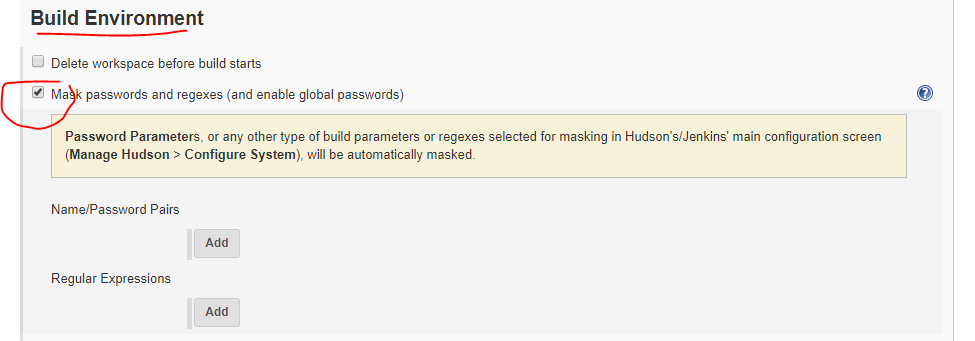 Build Environment
Delete workspace before build starts
Mask passwords and regexes (and enable global passwords)
Password Parameters, or any other type of build parameters or regexes selected for masking in Hudson's/Jenkins' main configuration screen
(Manage Hudson > Configure System), will be automatically masked.
Name/Password Pairs
Add
Regular Expressions
Add